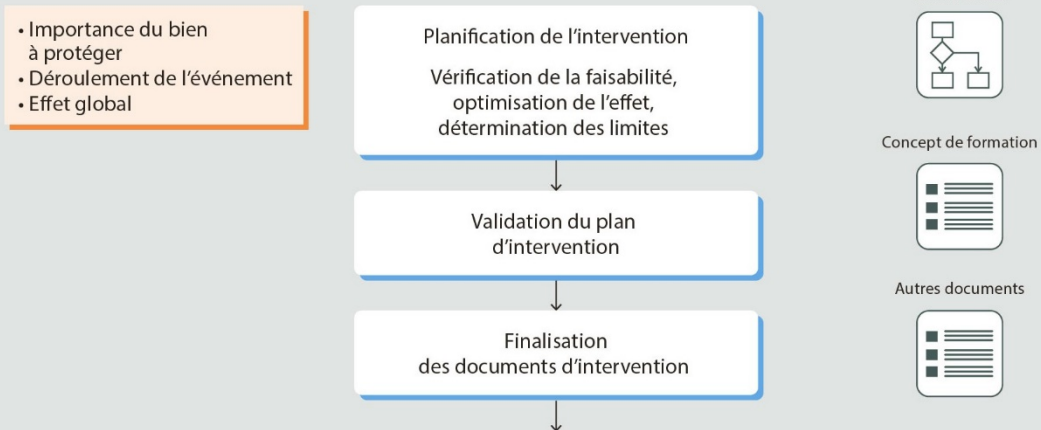 • Importance du bien
à protéger
• Déroulement de l’événement
• Effet global
Planification de l’intervention
Vérification de la faisabilité,
optimisation de l’effet,
détermination des limites
Validation du plan
d’intervention
Finalisation
des documents d’intervention
Concept de formation
Autres documents